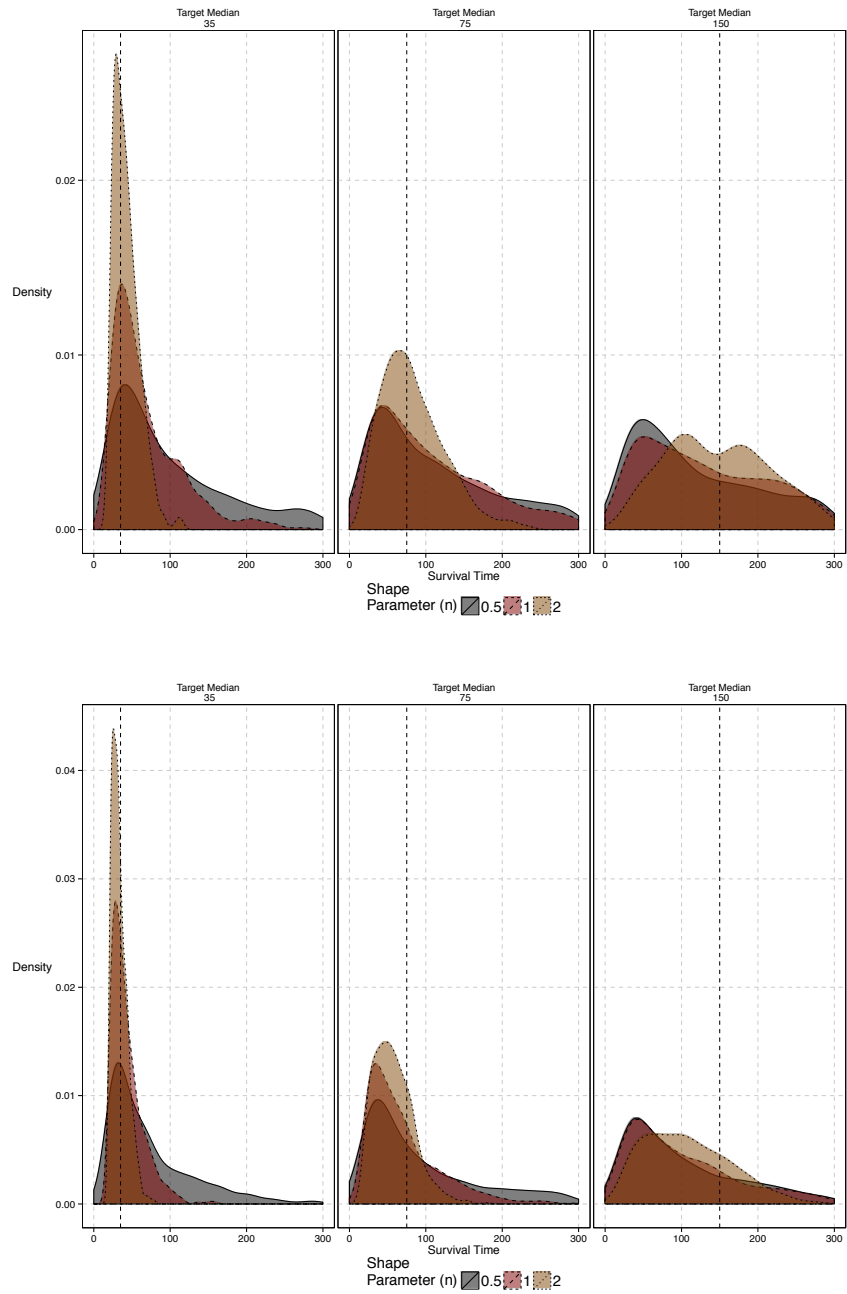 Target Median Target Median Target Median
35 75 150
0.02
Density
0.01
0.00
0 100 200 300 0 100 200 300 0 100 200 300
Survival Time
Shape
Parameter (n) 0.5 1 2
Target Median Target Median Target Median
35 75 150
0.04
0.03
Density
0.02
0.01
0.00
0 100 200 300 0 100 200 300 0 100 200 300
Survival Time
Shape
Parameter (n) 0.5 1 2